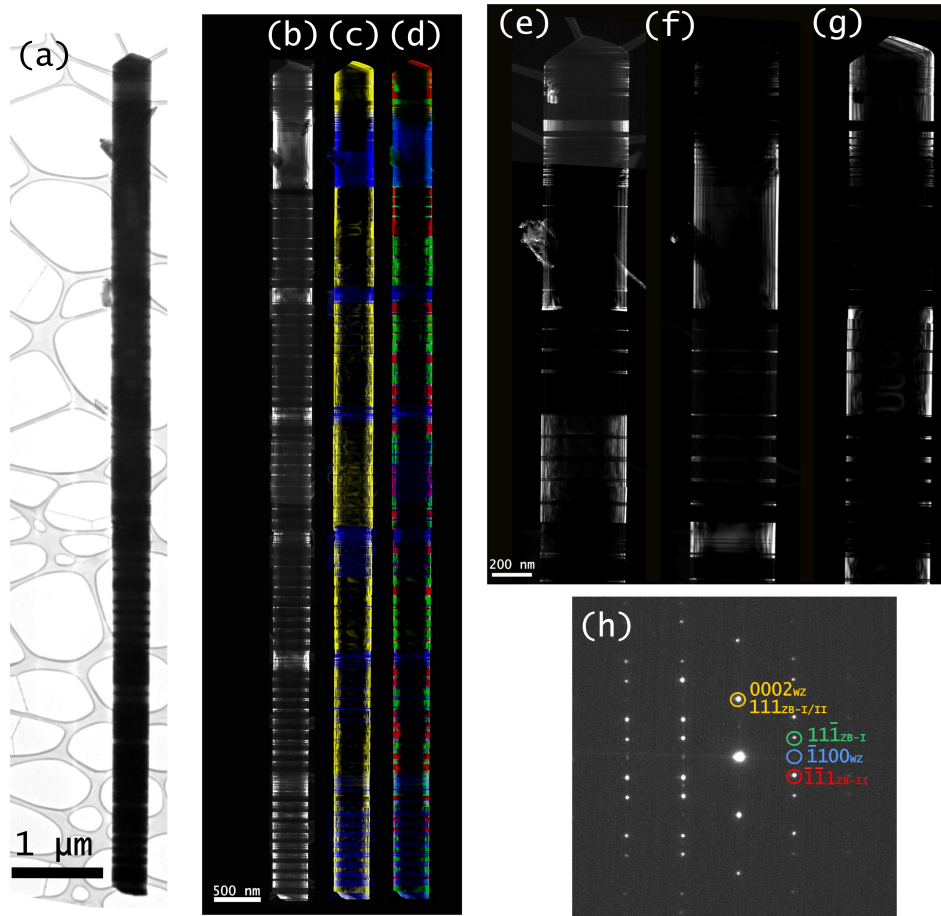 (a)
(b) (c) (d)
(e) (f) (g)
1 μm
500 nm
200 nm
(h)
0002WZ
111ZB-I/II
111̄ZB-I
1̄100WZ
1̄1̄1ZB-II